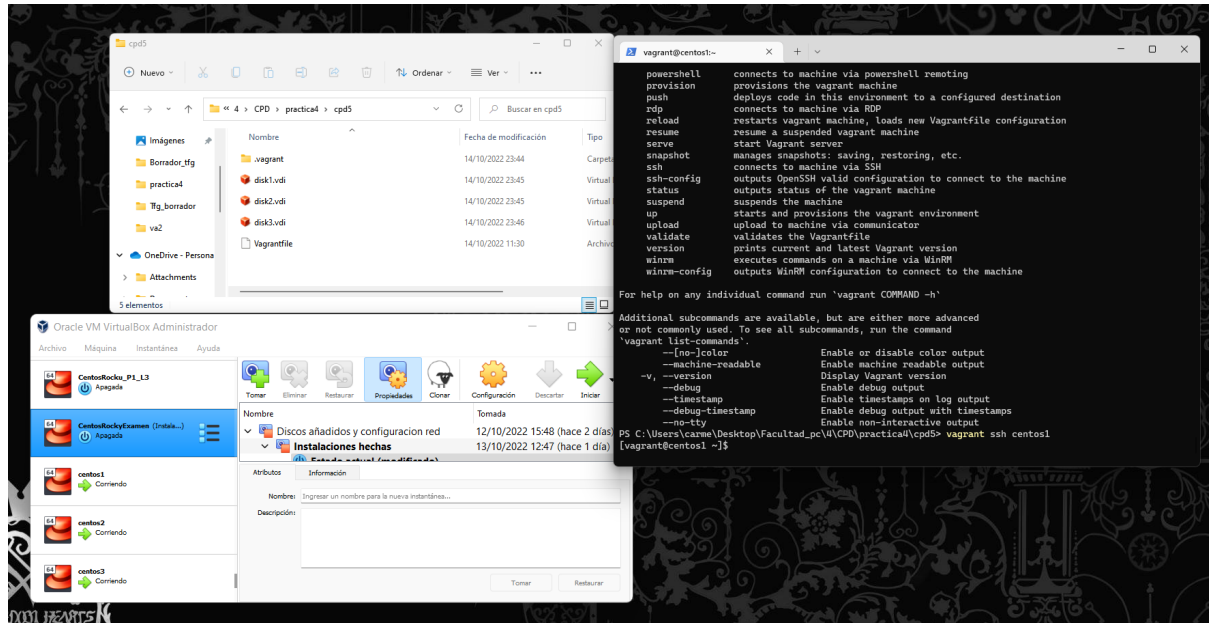 cpd5
Nuevo
Ordenar
Ver
4 > CPD > practica4 > cpd5
Buscar en cpd5
Imágenes
Borrador_tfg
practica4
Tfg_borrador
va2
OneDrive - Persona
Attachments
Nombre Fecha de modificación Tipo
.vagrant 14/10/2022 23:44 Carpeta
disk1.vdi 14/10/2022 23:45 Virtual
disk2.vdi 14/10/2022 23:45 Virtual
disk3.vdi 14/10/2022 23:46 Virtual
Vagrantfile 14/10/2022 11:30 Archivo
5 elementos
Oracle VM VirtualBox Administrador
Archivo Máquina Instantánea Ayuda
CentosRocku_P1_L3
Apagada
CentosRockyExamen (Instala...)
Apagada
centos1
Corriendo
centos2
Corriendo
centos3
Corriendo
Tomar Eliminar Restaurar Propiedades Clonar Configuración Descartar Iniciar
Nombre Tomada
Discos añadidos y configuracion red 12/10/2022 15:48 (hace 2 días)
Instalaciones hechas 13/10/2022 12:47 (hace 1 día)
Estado actual (modificado)
Atributos Información
Nombre: Ingresar un nombre para la nueva instantánea...
Descripción:
Tomar Restaurar
vagrant@centos1:~
powershell connects to machine via powershell remoting
provision provisions the vagrant machine
push deploys code in this environment to a configured destination
rdp connects to machine via RDP
reload restarts vagrant machine, loads new Vagrantfile configuration
resume resume a suspended vagrant machine
serve start Vagrant server
snapshot manages snapshots: saving, restoring, etc.
ssh connects to machine via SSH
ssh-config outputs OpenSSH valid configuration to connect to the machine
status outputs status of the vagrant machine
suspend suspends the machine
up starts and provisions the vagrant environment
upload upload to machine via communicator
validate validates the Vagrantfile
version prints current and latest Vagrant version
winrm executes commands on a machine via WinRM
winrm-config outputs WinRM configuration to connect to the machine
For help on any individual command run `vagrant COMMAND -h`
Additional subcommands are available, but are either more advanced
or not commonly used. To see all subcommands, run the command
`vagrant list-commands`.
--[no-]color Enable or disable color output
--machine-readable Enable machine readable output
-v, --version Display Vagrant version
--debug Enable debug output
--timestamp Enable timestamps on log output
--debug-timestamp Enable debug output with timestamps
--no-tty Enable non-interactive output
PS C:\Users\carme\Desktop\Facultad_pc\4\CPD\practica4\cpd5> vagrant ssh centos1
[vagrant@centos1 ~]$